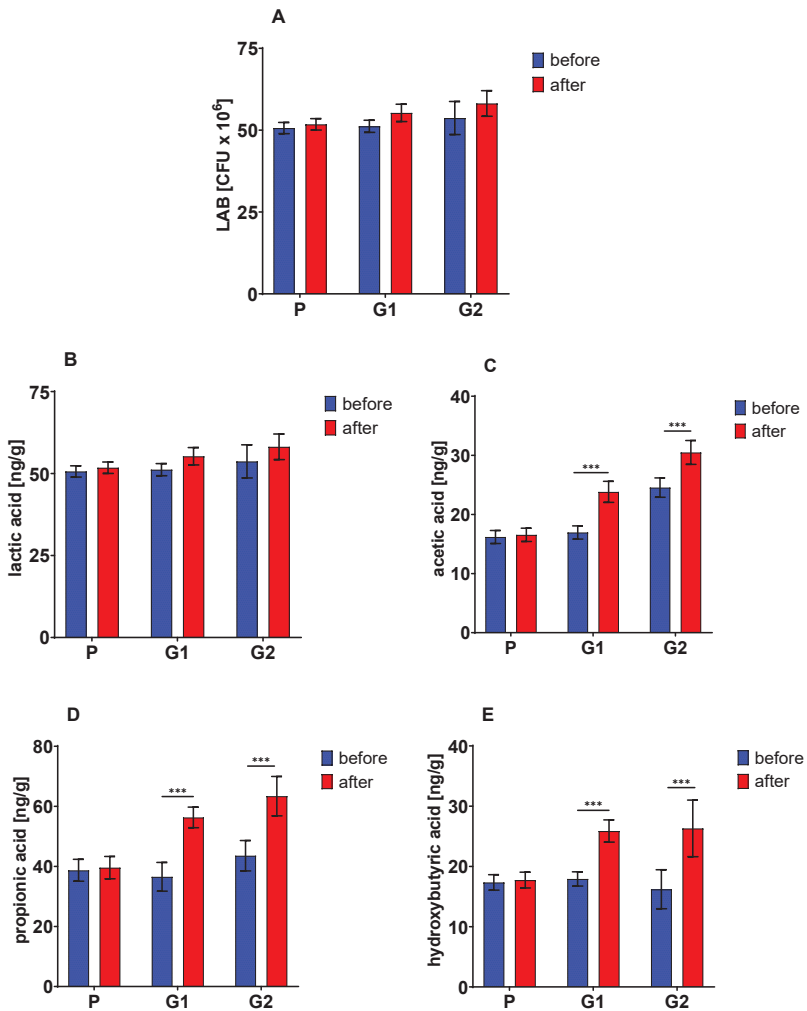 A
75
50
25
0
LAB [CFU x 10⁶]
P G1 G2
before
after
B
75
50
25
0
lactic acid [ng/g]
P G1 G2
before
after
C
40
30
20
10
0
acetic acid [ng/g]
***
***
P G1 G2
before
after
D
80
60
40
20
0
propionic acid [ng/g]
***
***
P G1 G2
before
after
E
40
30
20
10
0
hydroxybutyric acid [ng/g]
***
***
P G1 G2
before
after